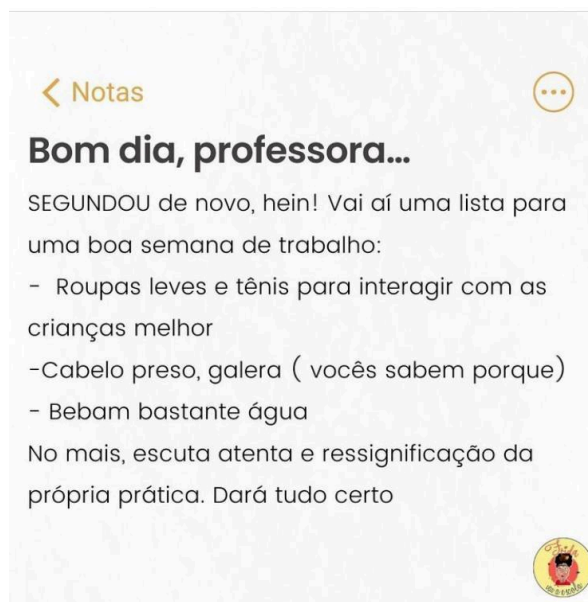 Notas
Bom dia, professora...
SEGUNDOU de novo, hein! Vai aí uma lista para
uma boa semana de trabalho:
- Roupas leves e tênis para interagir com as
crianças melhor
-Cabelo preso, galera ( vocês sabem porque)
- Bebam bastante água
No mais, escuta atenta e ressignificação da
própria prática. Dará tudo certo
Frida